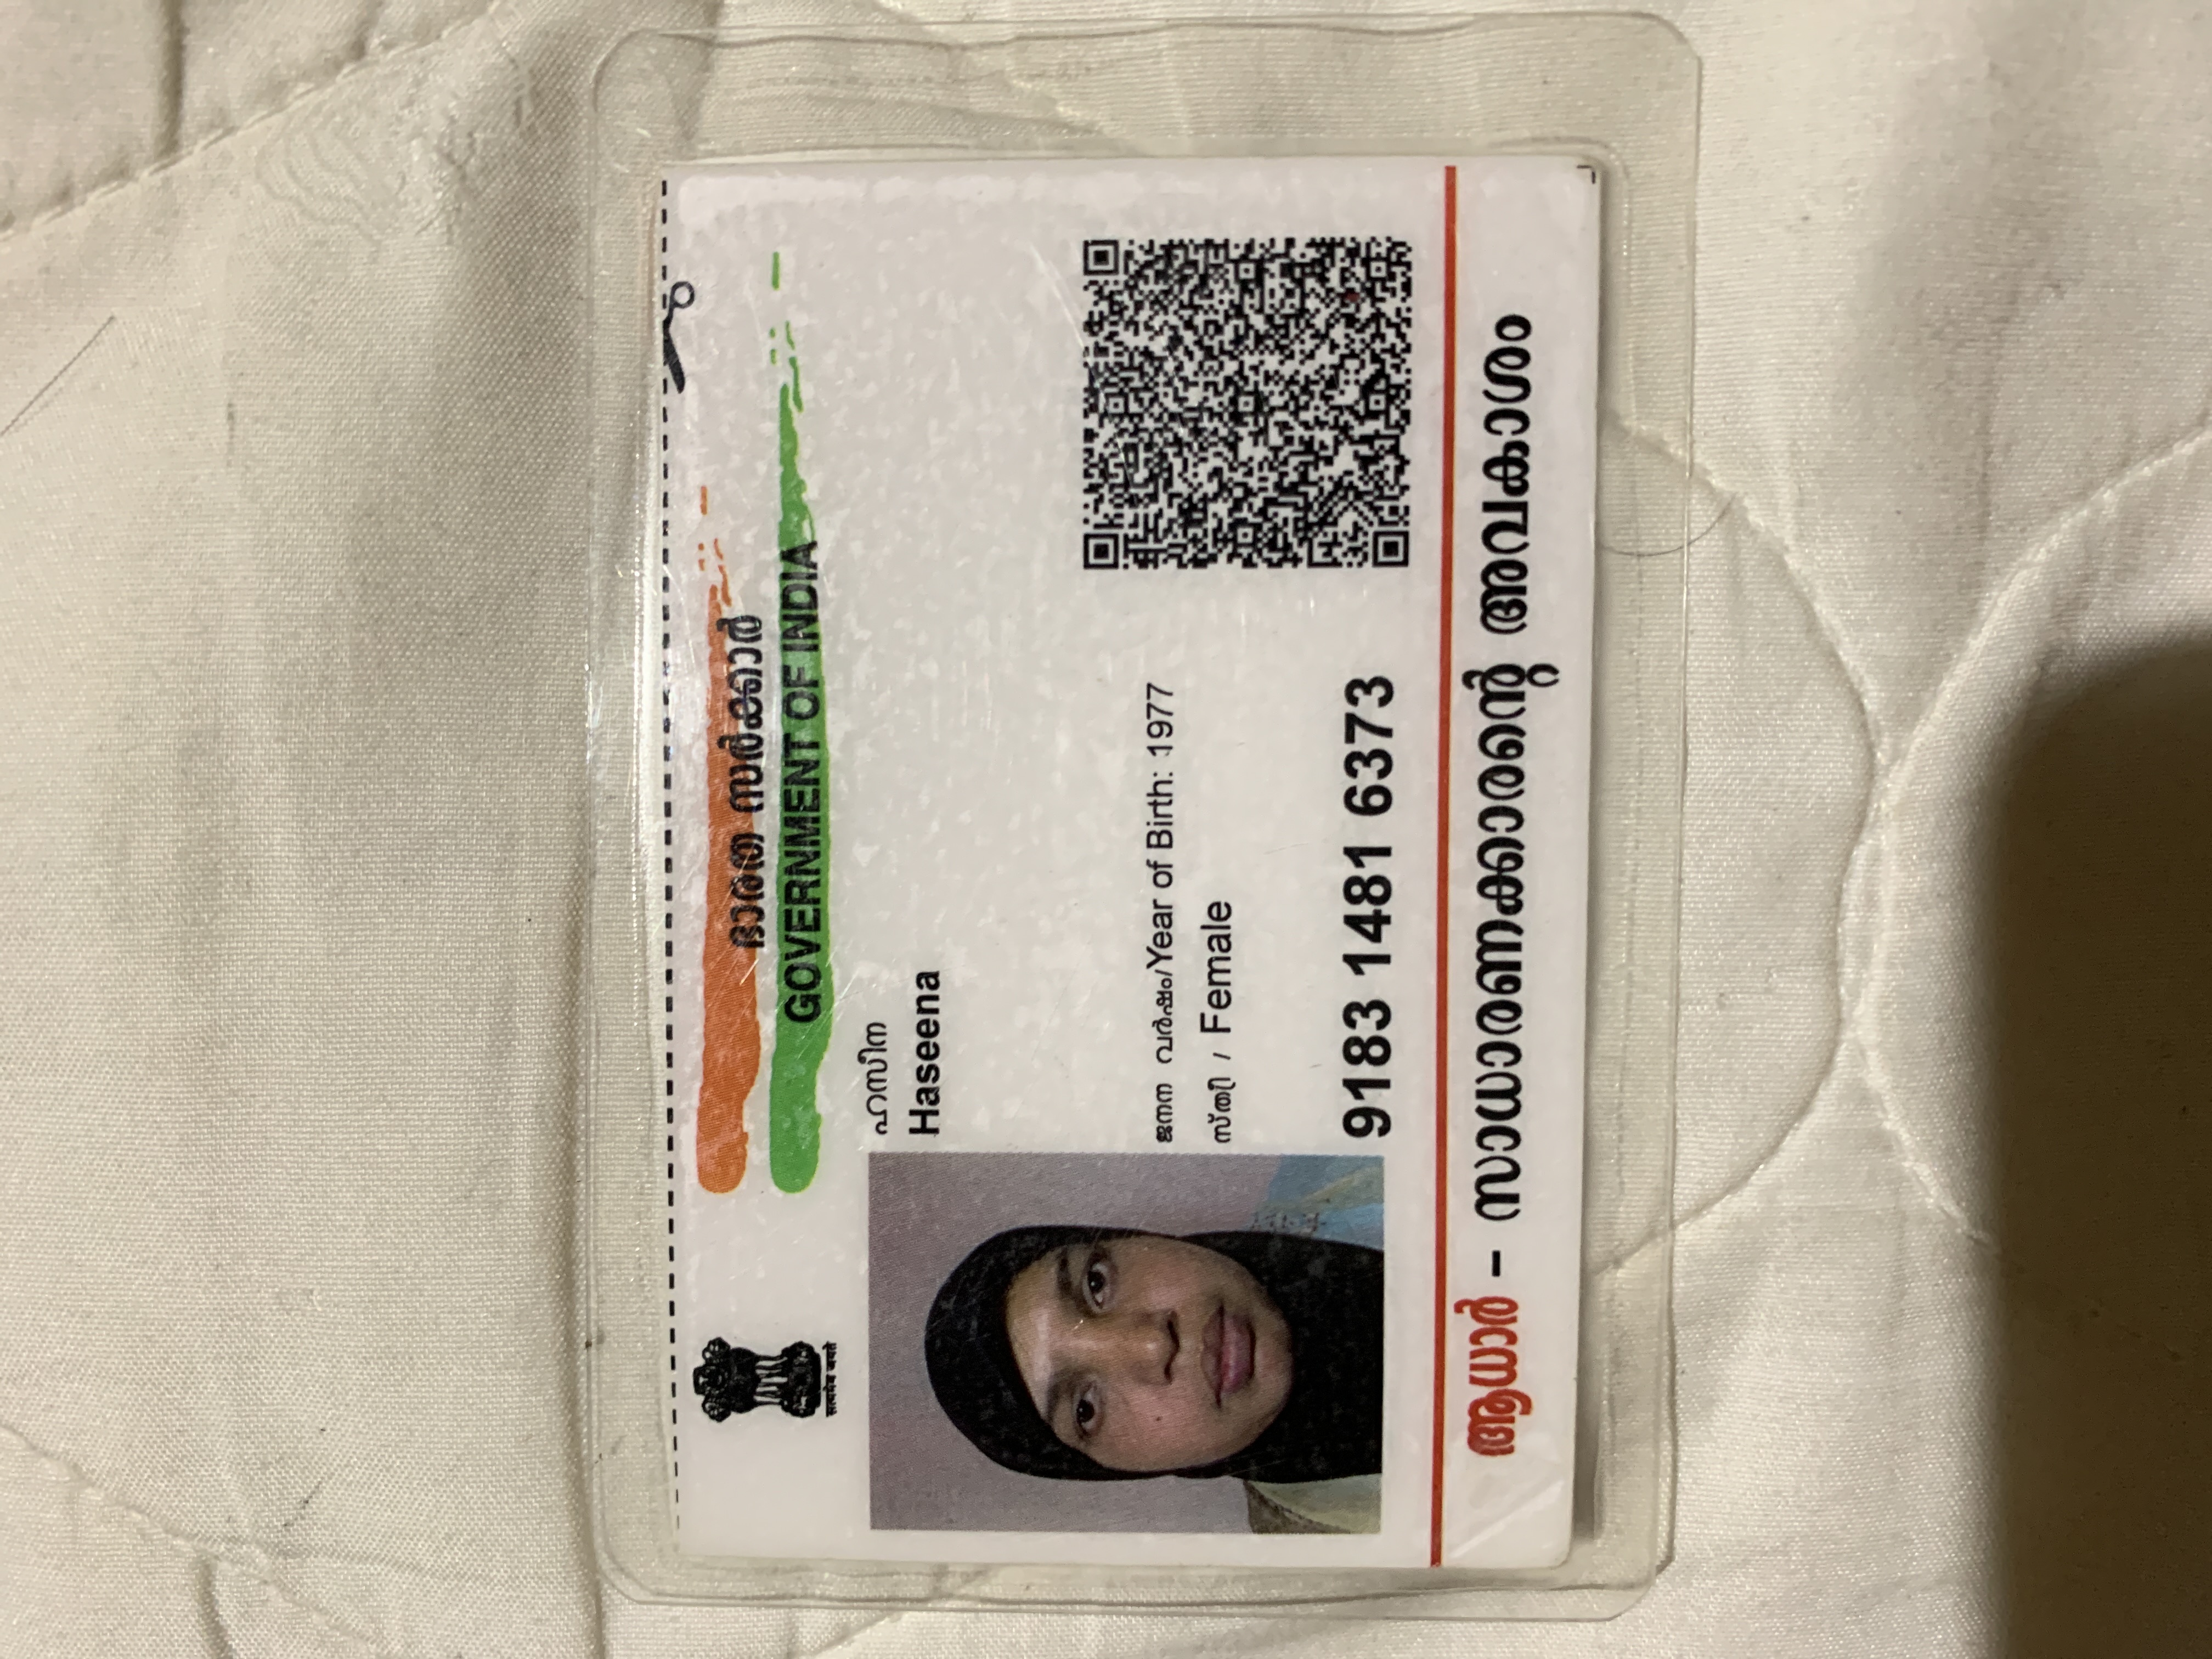 ഭാരത സർക്കാർ
GOVERNMENT OF INDIA
सत्यमेव जयते
ഹസീന
Haseena
ജനന വർഷം/Year of Birth: 1977
സ്ത്രീ / Female
9183 1481 6373
ആധാർ – സാധാരണക്കാരന്റെ അവകാശം